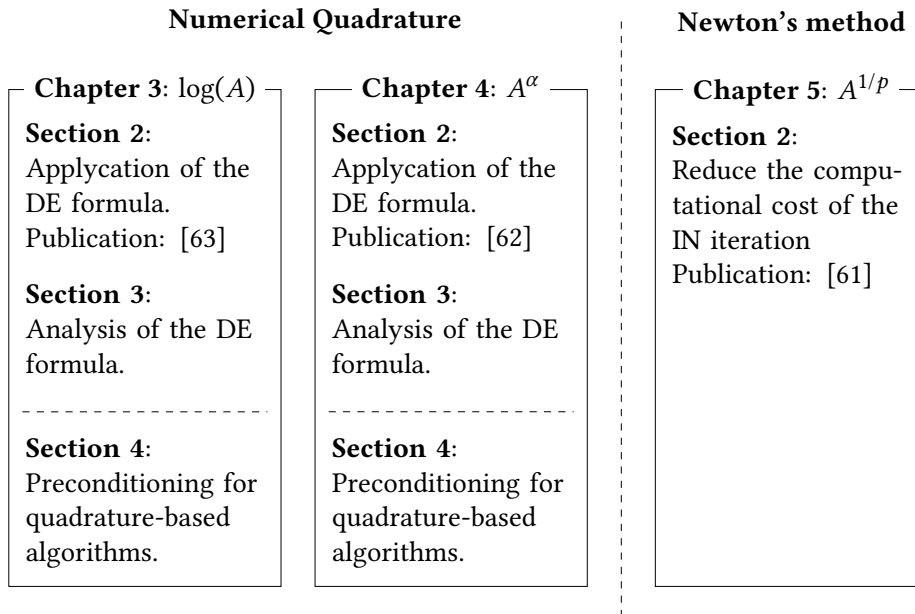 Numerical Quadrature
Chapter 3: log(A)
Section 2:
Applycation of the
DE formula.
Publication: [63]
Section 3:
Analysis of the DE
formula.
Section 4:
Preconditioning for
quadrature-based
algorithms.
Chapter 4: A^α
Section 2:
Applycation of the
DE formula.
Publication: [62]
Section 3:
Analysis of the DE
formula.
Section 4:
Preconditioning for
quadrature-based
algorithms.
Newton’s method
Chapter 5: A^{1/p}
Section 2:
Reduce the compu-
tational cost of the
IN iteration
Publication: [61]